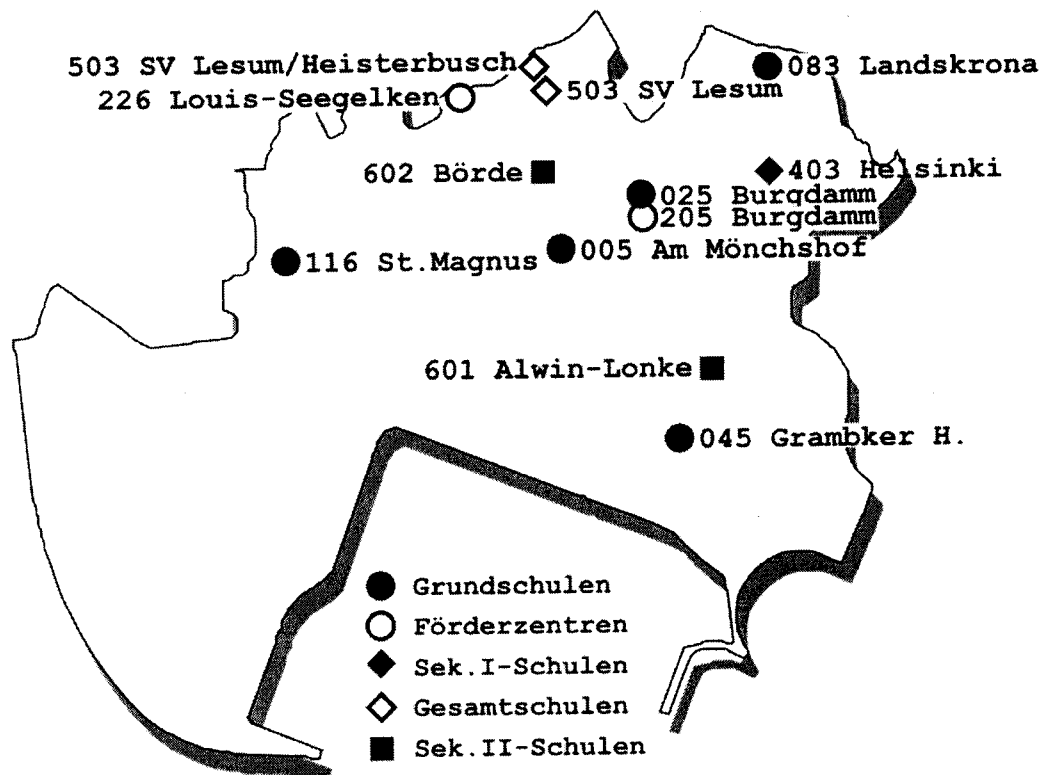 503 SV Lesum/Heisterbusch
083 Landskrona
226 Louis-Seegelken
503 SV Lesum
602 Börde
403 Helsinki
025 Burgdamm
205 Burgdamm
005 Am Mönchshof
116 St.Magnus
601 Alwin-Lonke
045 Grambker H.
Grundschulen
Förderzentren
Sek.I-Schulen
Gesamtschulen
Sek.II-Schulen